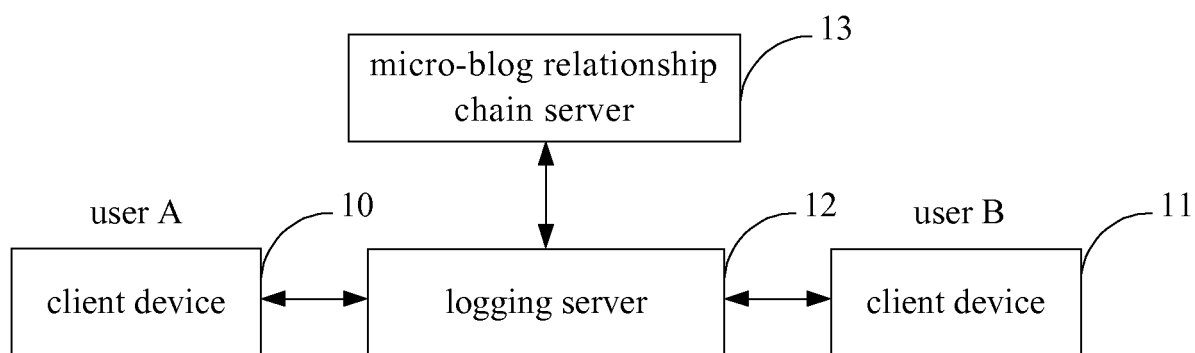 13
micro-blog relationship
chain server
user A
10
12
user B
11
client device
logging server
client device